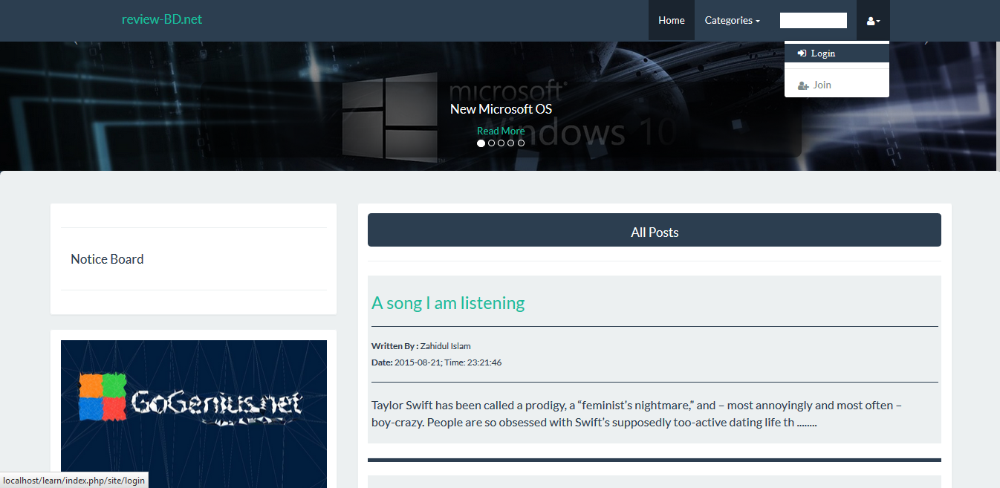 review-BD.net
Home
Categories
Login
Join
microsoft
New Microsoft OS
Windows 10
Read More
Notice Board
All Posts
A song I am listening
Written By : Zahidul Islam
Date: 2015-08-21; Time: 23:21:46
Taylor Swift has been called a prodigy, a “feminist’s nightmare,” and – most annoyingly and most often –
boy-crazy. People are so obsessed with Swift’s supposedly too-active dating life th ........
GoGenius.net
localhost/learn/index.php/site/login